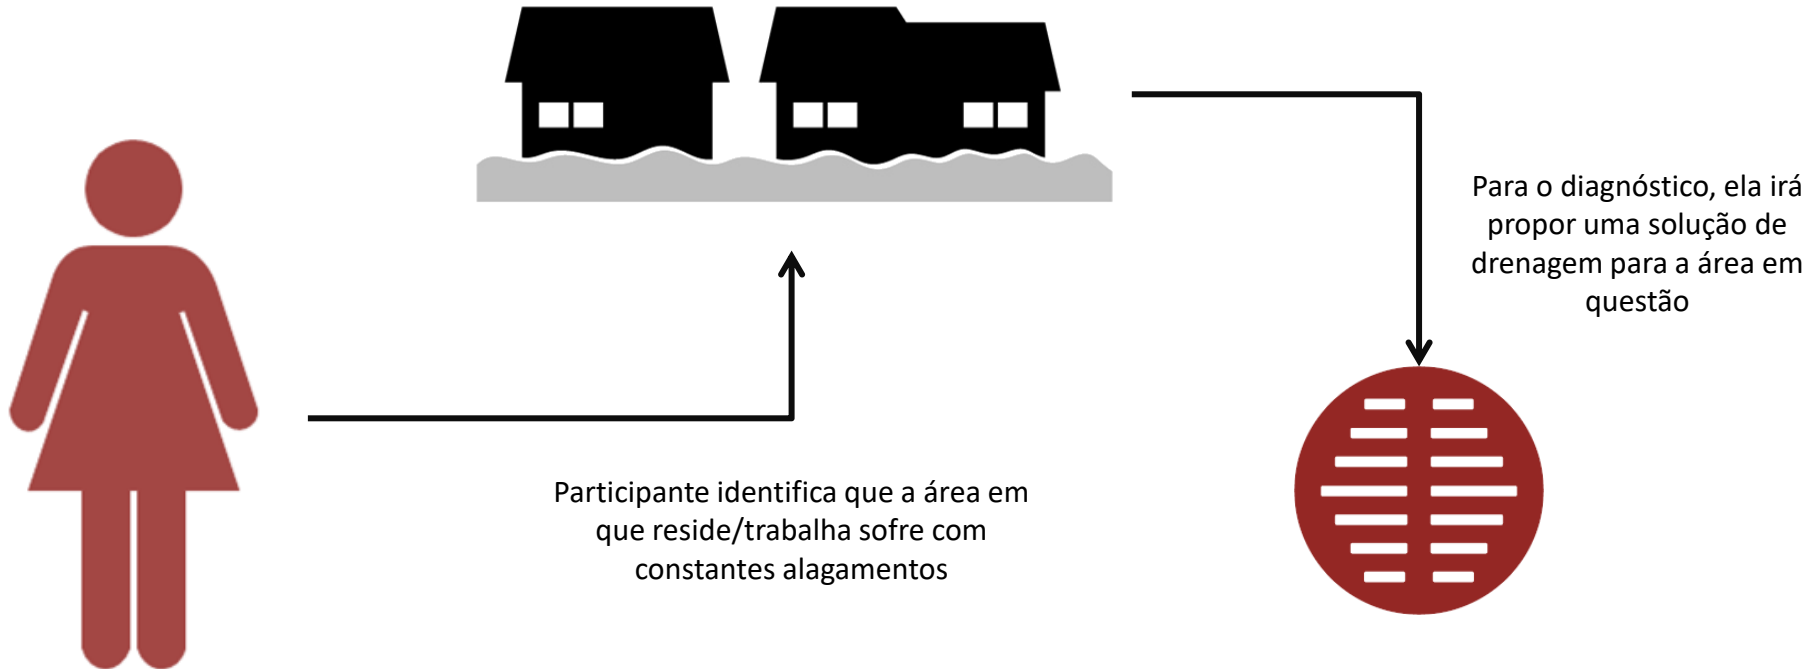 Para o diagnóstico, ela irá
propor uma solução de
drenagem para a área em
questão
Participante identifica que a área em
que reside/trabalha sofre com
constantes alagamentos